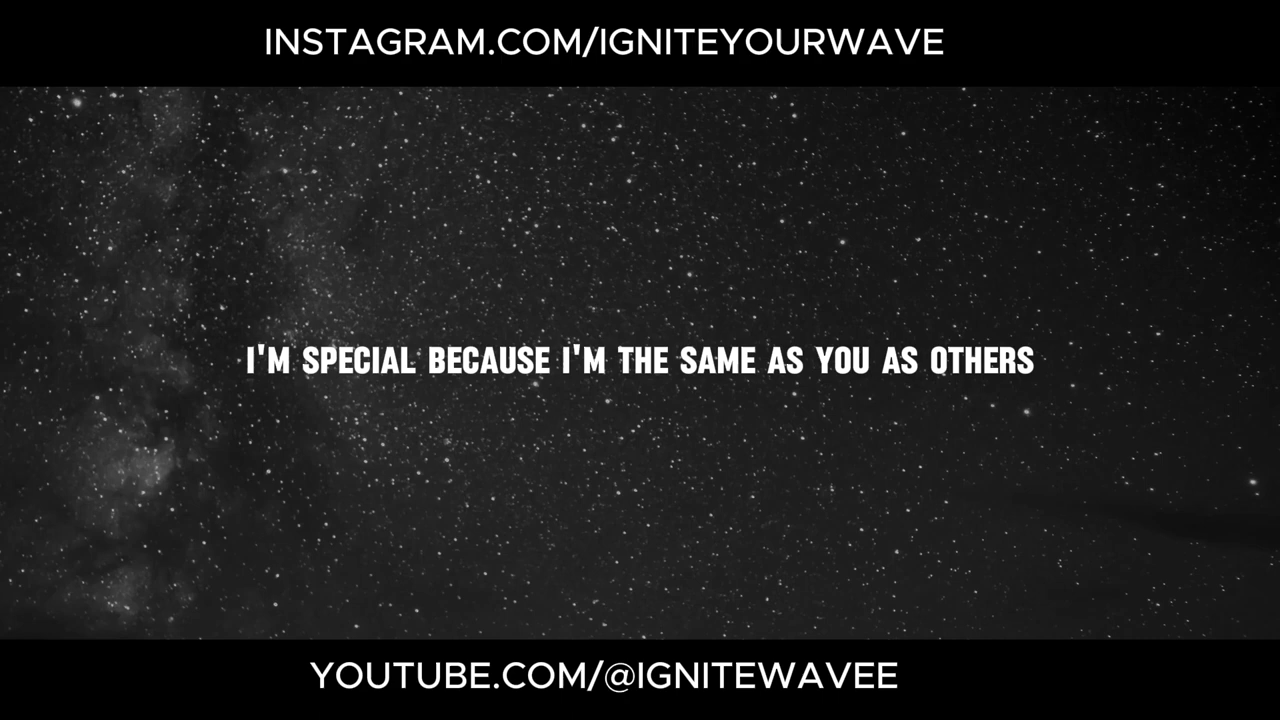 INSTAGRAM.COM/IGNITEYOURWAVE
I'M SPECIAL BECAUSE I'M THE SAME AS YOU AS OTHERS
YOUTUBE.COM/@IGNITEWAVEE